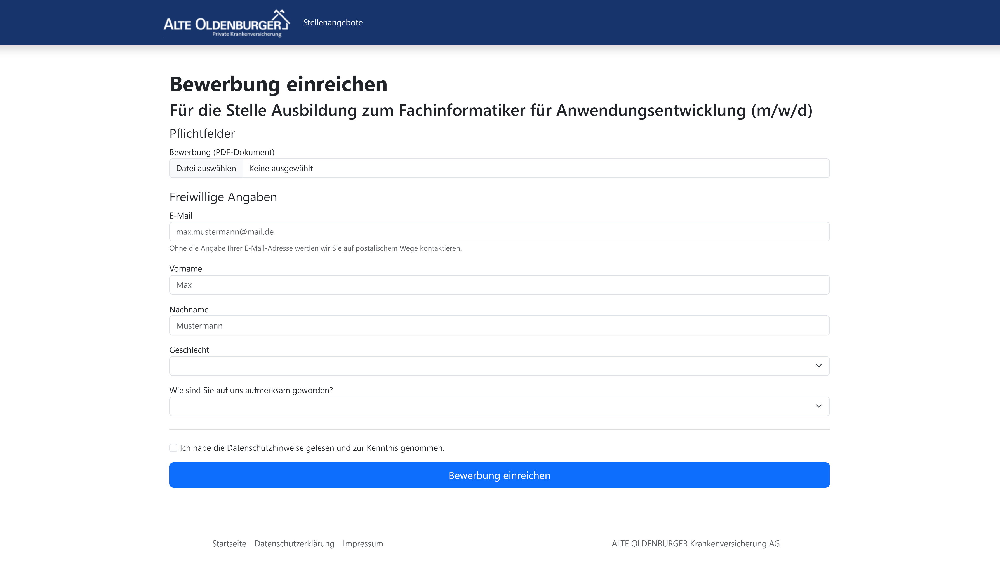 ALTE OLDENBURGER
Private Krankenversicherung
Stellenangebote
Bewerbung einreichen
Für die Stelle Ausbildung zum Fachinformatiker für Anwendungsentwicklung (m/w/d)
Pflichtfelder
Bewerbung (PDF-Dokument)
Datei auswählen Keine ausgewählt
Freiwillige Angaben
E-Mail
max.mustermann@mail.de
Ohne die Angabe Ihrer E-Mail-Adresse werden wir Sie auf postalischem Wege kontaktieren.
Vorname
Max
Nachname
Mustermann
Geschlecht
Wie sind Sie auf uns aufmerksam geworden?
Ich habe die Datenschutzhinweise gelesen und zur Kenntnis genommen.
Bewerbung einreichen
Startseite Datenschutzerklärung Impressum ALTE OLDENBURGER Krankenversicherung AG